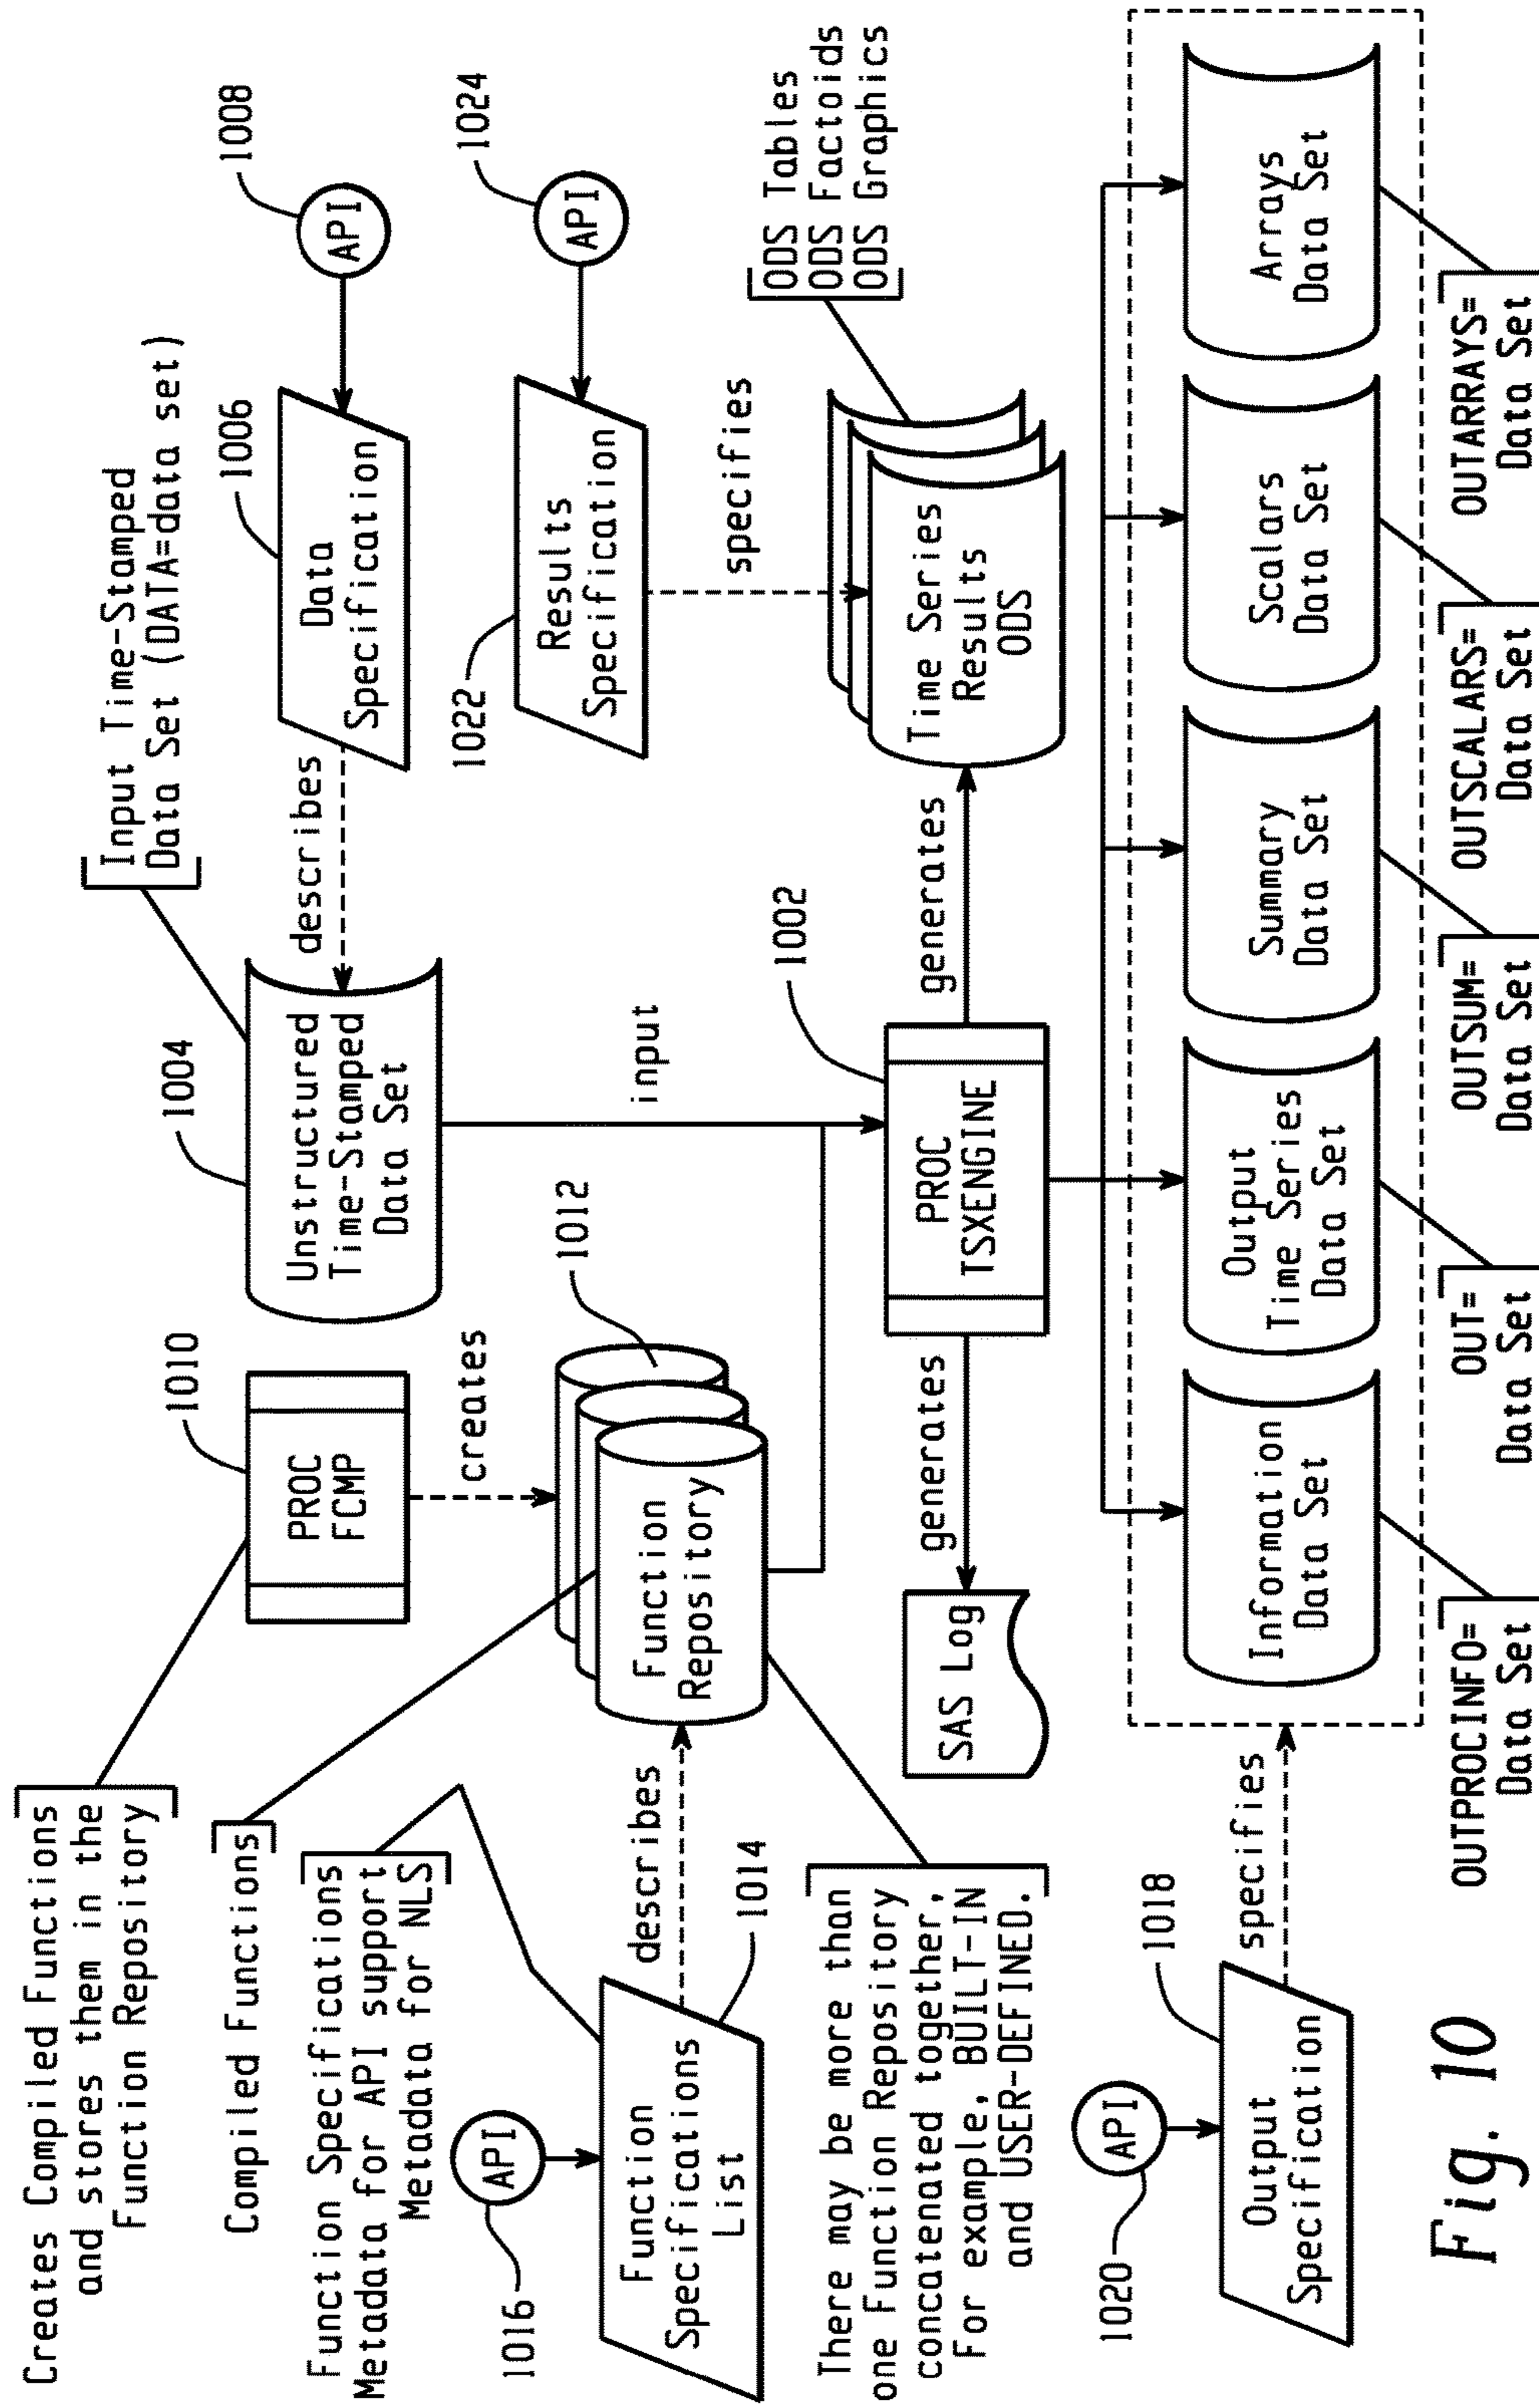 Creates Compiled Functions
and stores them in the
Function Repository
Compiled Functions
Function Specifications
Metadata for API support
Metadata for NLS
1010
PROC
FCMP
creates
1004
Unstructured
Time-Stamped
Data Set
Input Time-Stamped
Data Set (DATA=data set)
describes
1006
Data
Specification
1008
API
1016
API
Function
Specifications
List
1014
describes
Function
Repository
1012
input
1022
Results
Specification
1024
API
specifies
There may be more than
one Function Repository
concatenated together,
For example, BUILT-IN
and USER-DEFINED.
SAS Log
generates
PROC
TSXENGINE
1002
generates
Time Series
Results
ODS
ODS Tables
ODS Factoids
ODS Graphics
1020
API
Output
Specification
1018
specifies
Information
Data Set
Output
Time Series
Data Set
Summary
Data Set
Scalars
Data Set
Arrays
Data Set
OUTPROCINFO=
Data Set
OUT=
Data Set
OUTSUM=
Data Set
OUTSCALARS=
Data Set
OUTARRAYS=
Data Set
Fig. 10